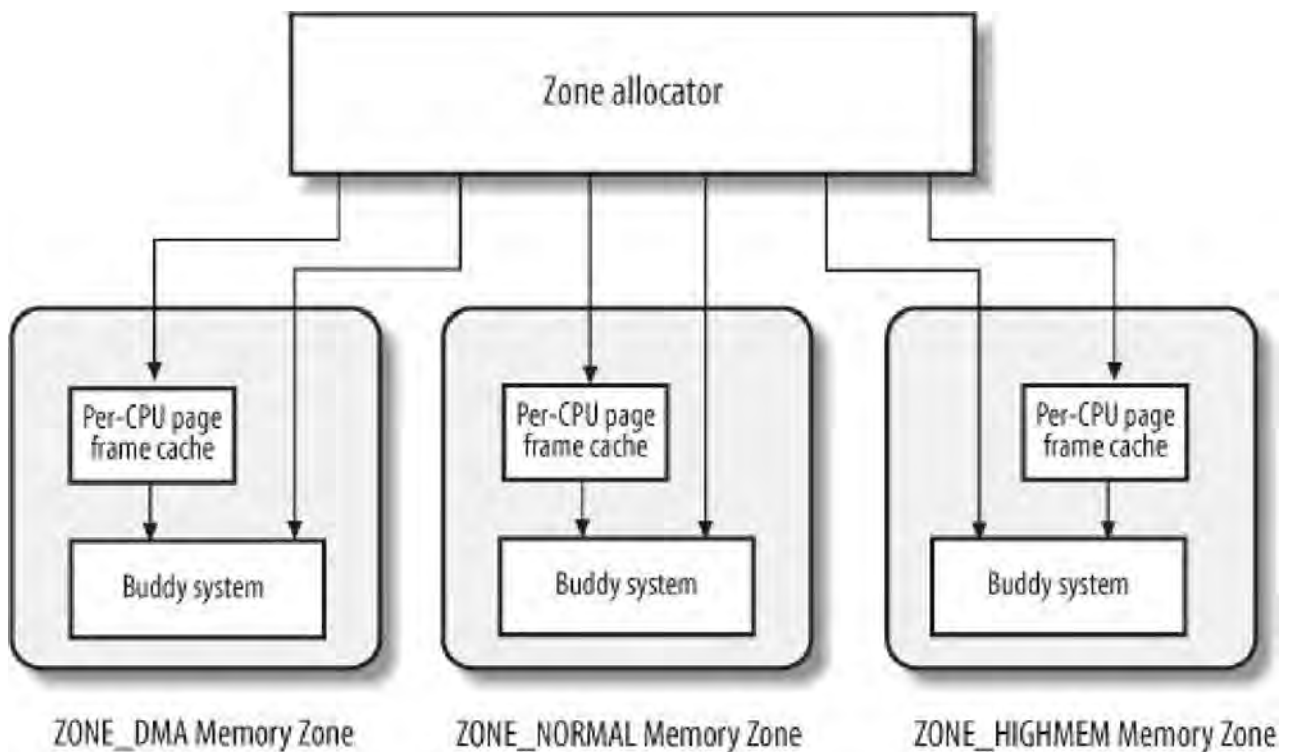 Zone allocator
Per-CPU page
frame cache
Buddy system
Per-CPU page
frame cache
Buddy system
Per-CPU page
frame cache
Buddy system
ZONE_DMA Memory Zone
ZONE_NORMAL Memory Zone
ZONE_HIGHMEM Memory Zone